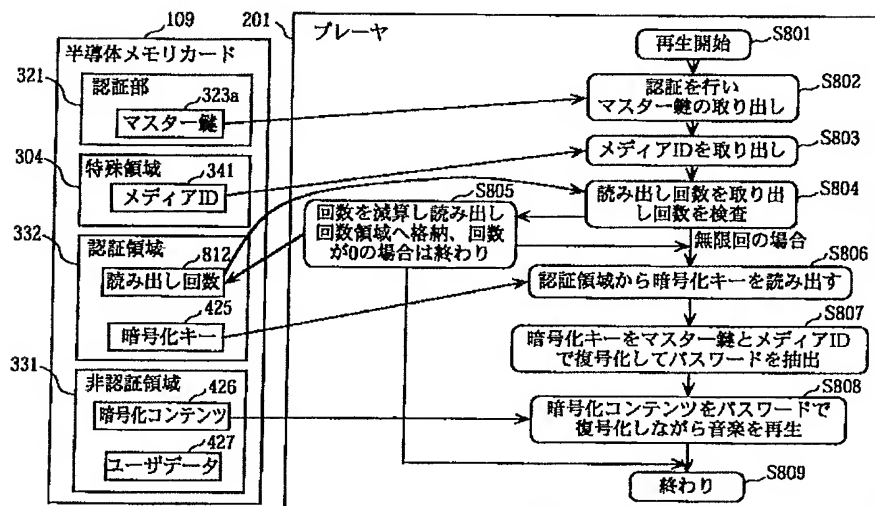 109
半導体メモリカード
321
認証部
323a
マスター鍵
304
特殊領域
341
メディアID
332
認証領域
812
読み出し回数
425
暗号化キー
331
非認証領域
426
暗号化コンテンツ
427
ユーザデータ
201
プレーヤ
再生開始
S801
認証を行い
マスター鍵の取り出し
S802
メディアIDを取り出し
S803
読み出し回数を取り出
し回数を検査
S804
S805
回数を減算し読み出し
回数領域へ格納、回数
が0の場合は終わり
無限回の場合
S806
認証領域から暗号化キーを読み出す
S807
暗号化キーをマスター鍵とメディアID
で復号化してパスワードを抽出
S808
暗号化コンテンツをパスワードで
復号化しながら音楽を再生
S809
終わり